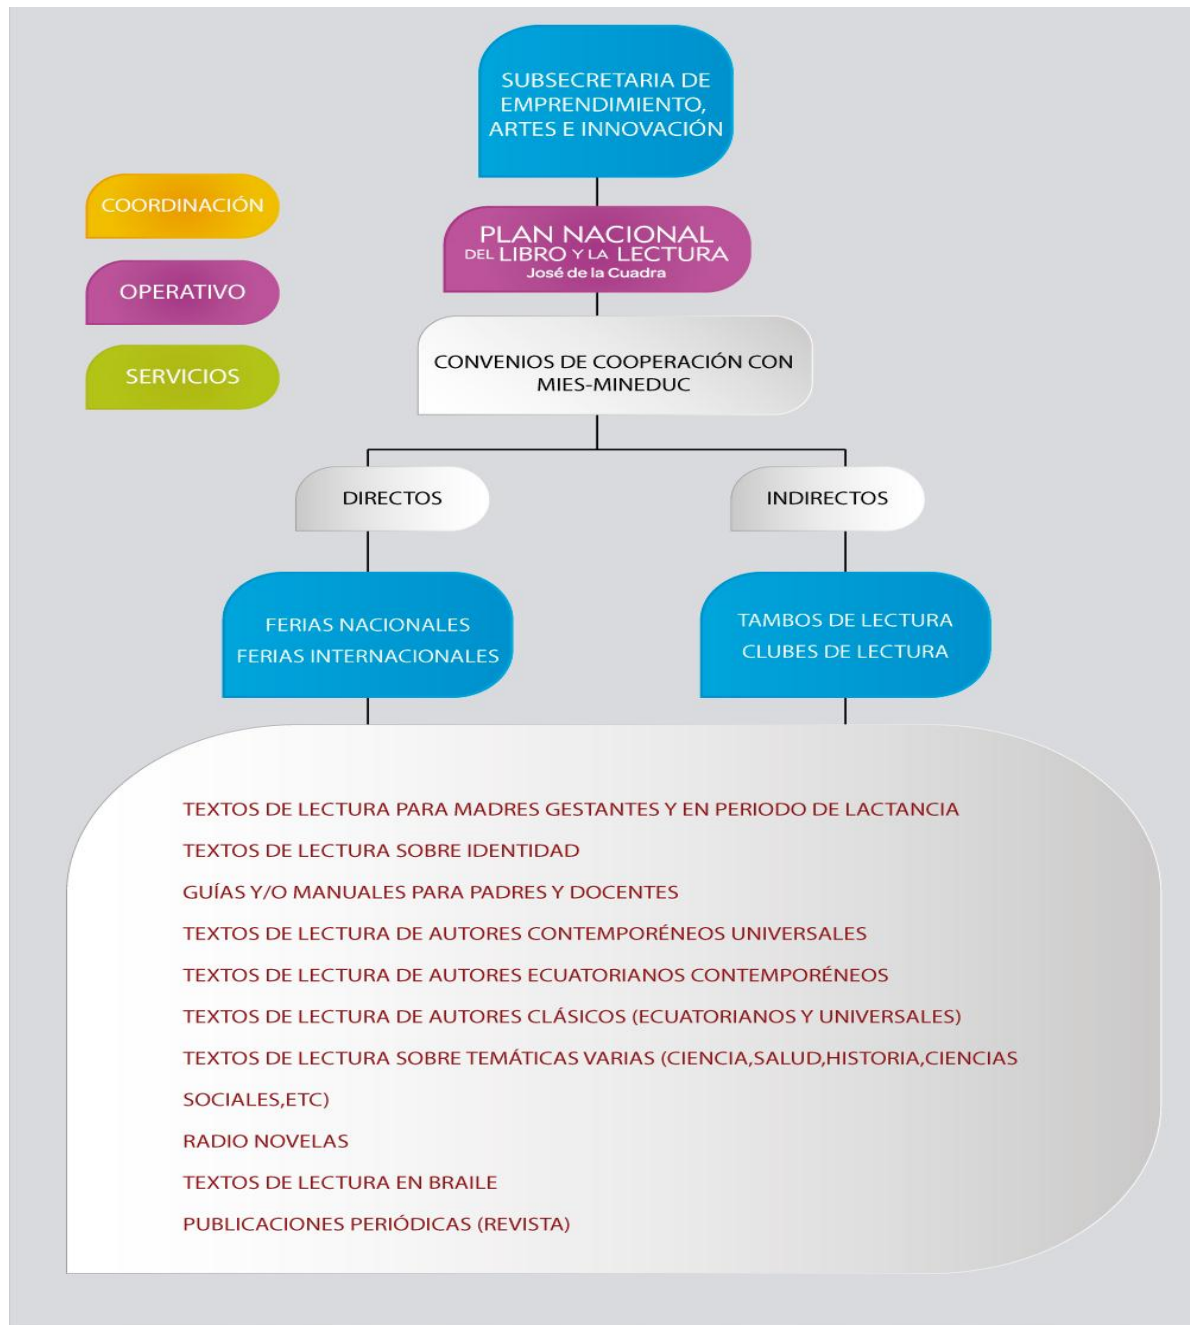 SUBSECRETARIA DE
EMPRENDIMIENTO,
ARTES E INNOVACIÓN
COORDINACIÓN
OPERATIVO
SERVICIOS
PLAN NACIONAL
DEL LIBRO Y LA LECTURA
José de la Cuadra
CONVENIOS DE COOPERACIÓN CON
MIES-MINEDUC
DIRECTOS
INDIRECTOS
FERIAS NACIONALES
FERIAS INTERNACIONALES
TAMBOS DE LECTURA
CLUBES DE LECTURA
TEXTOS DE LECTURA PARA MADRES GESTANTES Y EN PERIODO DE LACTANCIA
TEXTOS DE LECTURA SOBRE IDENTIDAD
GUÍAS Y/O MANUALES PARA PADRES Y DOCENTES
TEXTOS DE LECTURA DE AUTORES CONTEMPORÉNEOS UNIVERSALES
TEXTOS DE LECTURA DE AUTORES ECUATORIANOS CONTEMPORÉNEOS
TEXTOS DE LECTURA DE AUTORES CLÁSICOS (ECUATORIANOS Y UNIVERSALES)
TEXTOS DE LECTURA SOBRE TEMÁTICAS VARIAS (CIENCIA,SALUD,HISTORIA,CIENCIAS
SOCIALES,ETC)
RADIO NOVELAS
TEXTOS DE LECTURA EN BRAILE
PUBLICACIONES PERIÓDICAS (REVISTA)